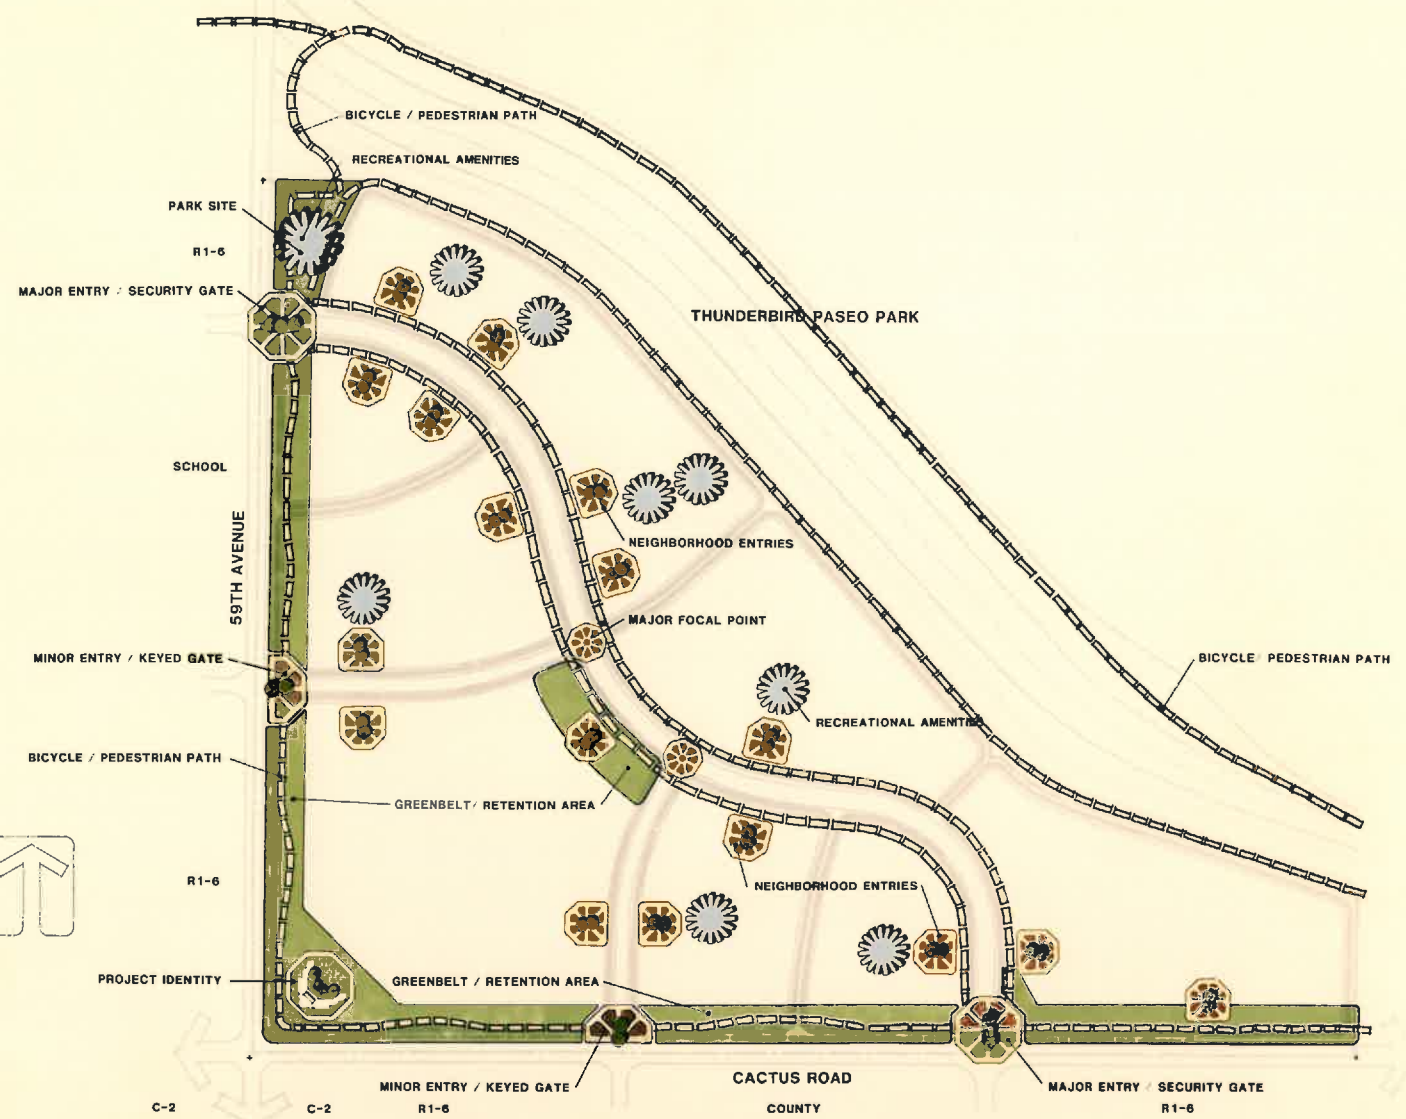 BICYCLE / PEDESTRIAN PATH
RECREATIONAL AMENITIES
PARK SITE
R1-6
MAJOR ENTRY / SECURITY GATE
THUNDERBIRD PASEO PARK
SCHOOL
59TH AVENUE
NEIGHBORHOOD ENTRIES
MAJOR FOCAL POINT
MINOR ENTRY / KEYED GATE
BICYCLE / PEDESTRIAN PATH
RECREATIONAL AMENITIES
BICYCLE / PEDESTRIAN PATH
GREENBELT / RETENTION AREA
R1-6
NEIGHBORHOOD ENTRIES
PROJECT IDENTITY
GREENBELT / RETENTION AREA
CACTUS ROAD
MINOR ENTRY / KEYED GATE
MAJOR ENTRY / SECURITY GATE
C-2
C-2
R1-6
COUNTY
R1-6